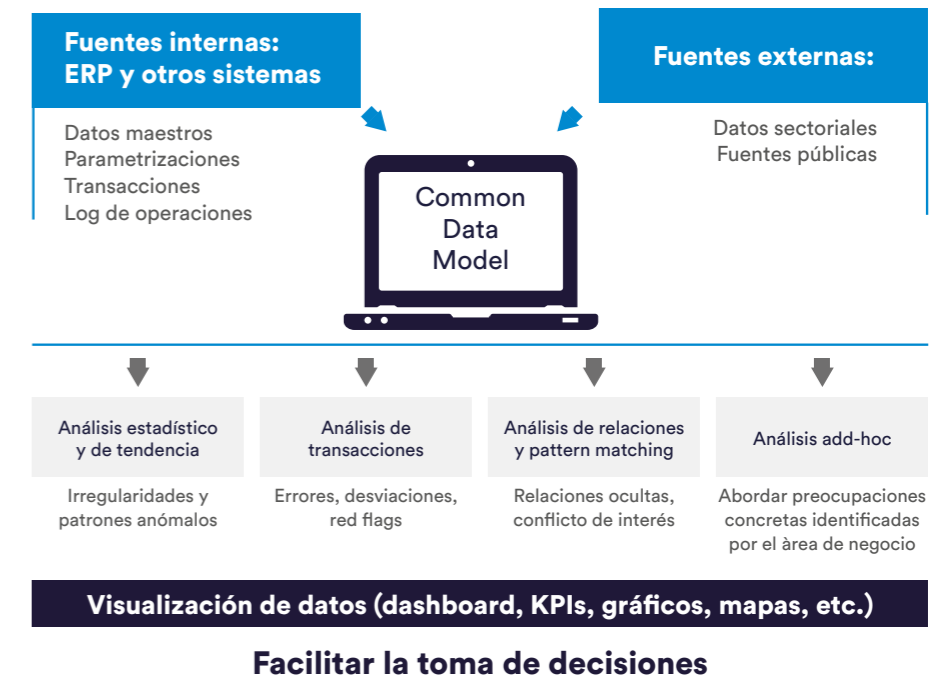 Fuentes internas:
ERP y otros sistemas
Datos maestros
Parametrizaciones
Transacciones
Log de operaciones
Fuentes externas:
Datos sectoriales
Fuentes públicas
Common
Data
Model
Análisis estadístico
y de tendencia
Irregularidades y
patrones anómalos
Análisis de
transacciones
Errores, desviaciones,
red flags
Análisis de relaciones
y pattern matching
Relaciones ocultas,
conflicto de interés
Análisis add-hoc
Abordar preocupaciones
concretas identificadas
por el àrea de negocio
Visualización de datos (dashboard, KPIs, gráficos, mapas, etc.)
Facilitar la toma de decisiones